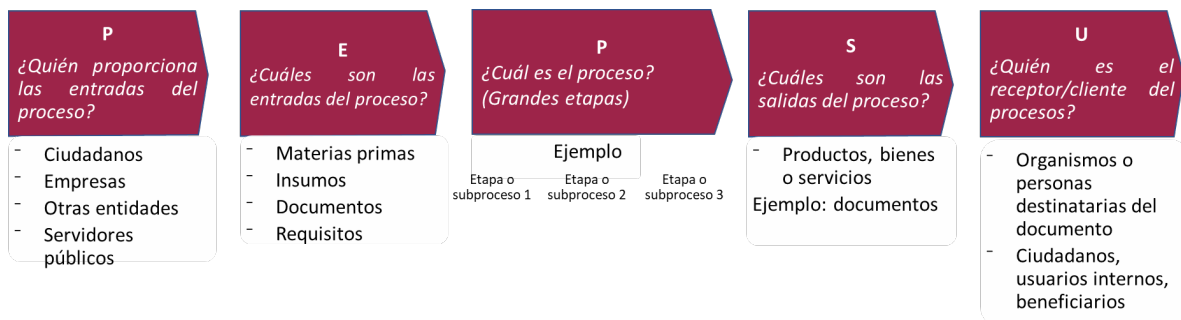 P
¿Quién proporciona
las entradas del
proceso?
- Ciudadanos
- Empresas
- Otras entidades
- Servidores
públicos
E
¿Cuáles son las
entradas del proceso?
- Materias primas
- Insumos
- Documentos
- Requisitos
P
¿Cuál es el proceso?
(Grandes etapas)
Ejemplo
Etapa o
subproceso 1
Etapa o
subproceso 2
Etapa o
subproceso 3
S
¿Cuáles son las
salidas del proceso?
- Productos, bienes
o servicios
Ejemplo: documentos
U
¿Quién es el
receptor/cliente del
procesos?
- Organismos o
personas
destinatarias del
documento
- Ciudadanos,
usuarios internos,
beneficiarios